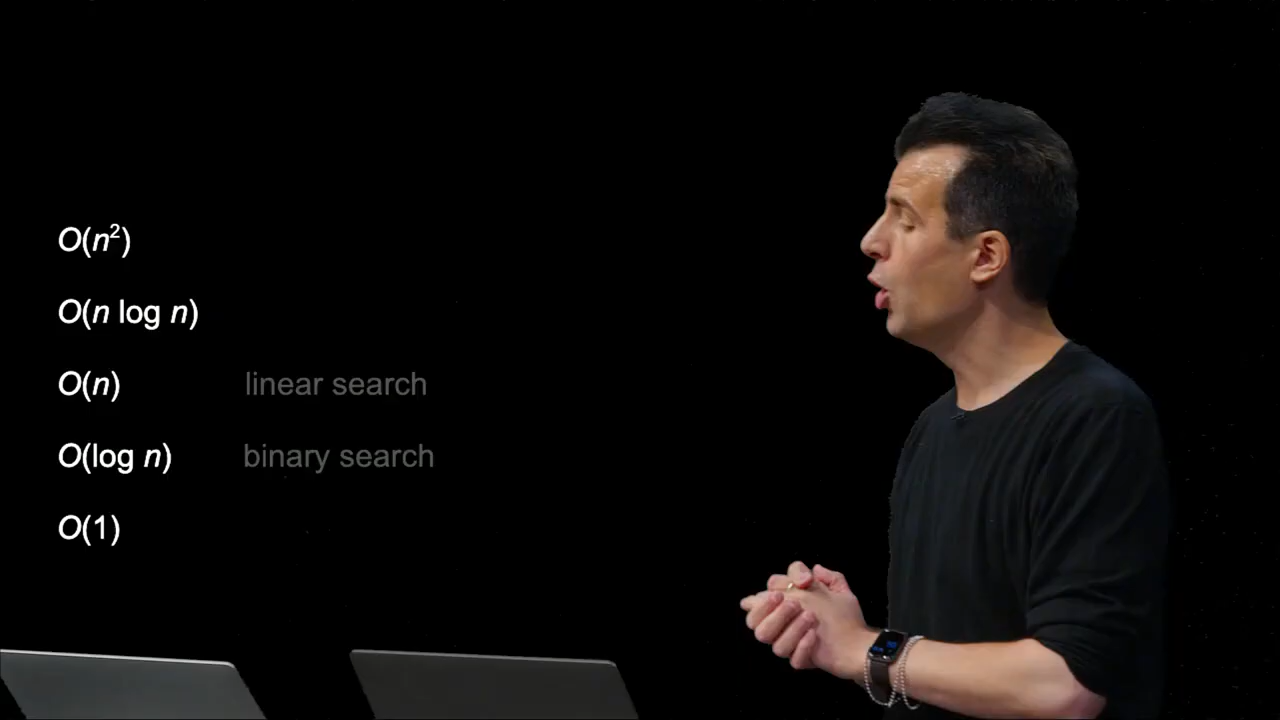 O(n²)
O(n log n)
O(n) linear search
O(log n) binary search
O(1)